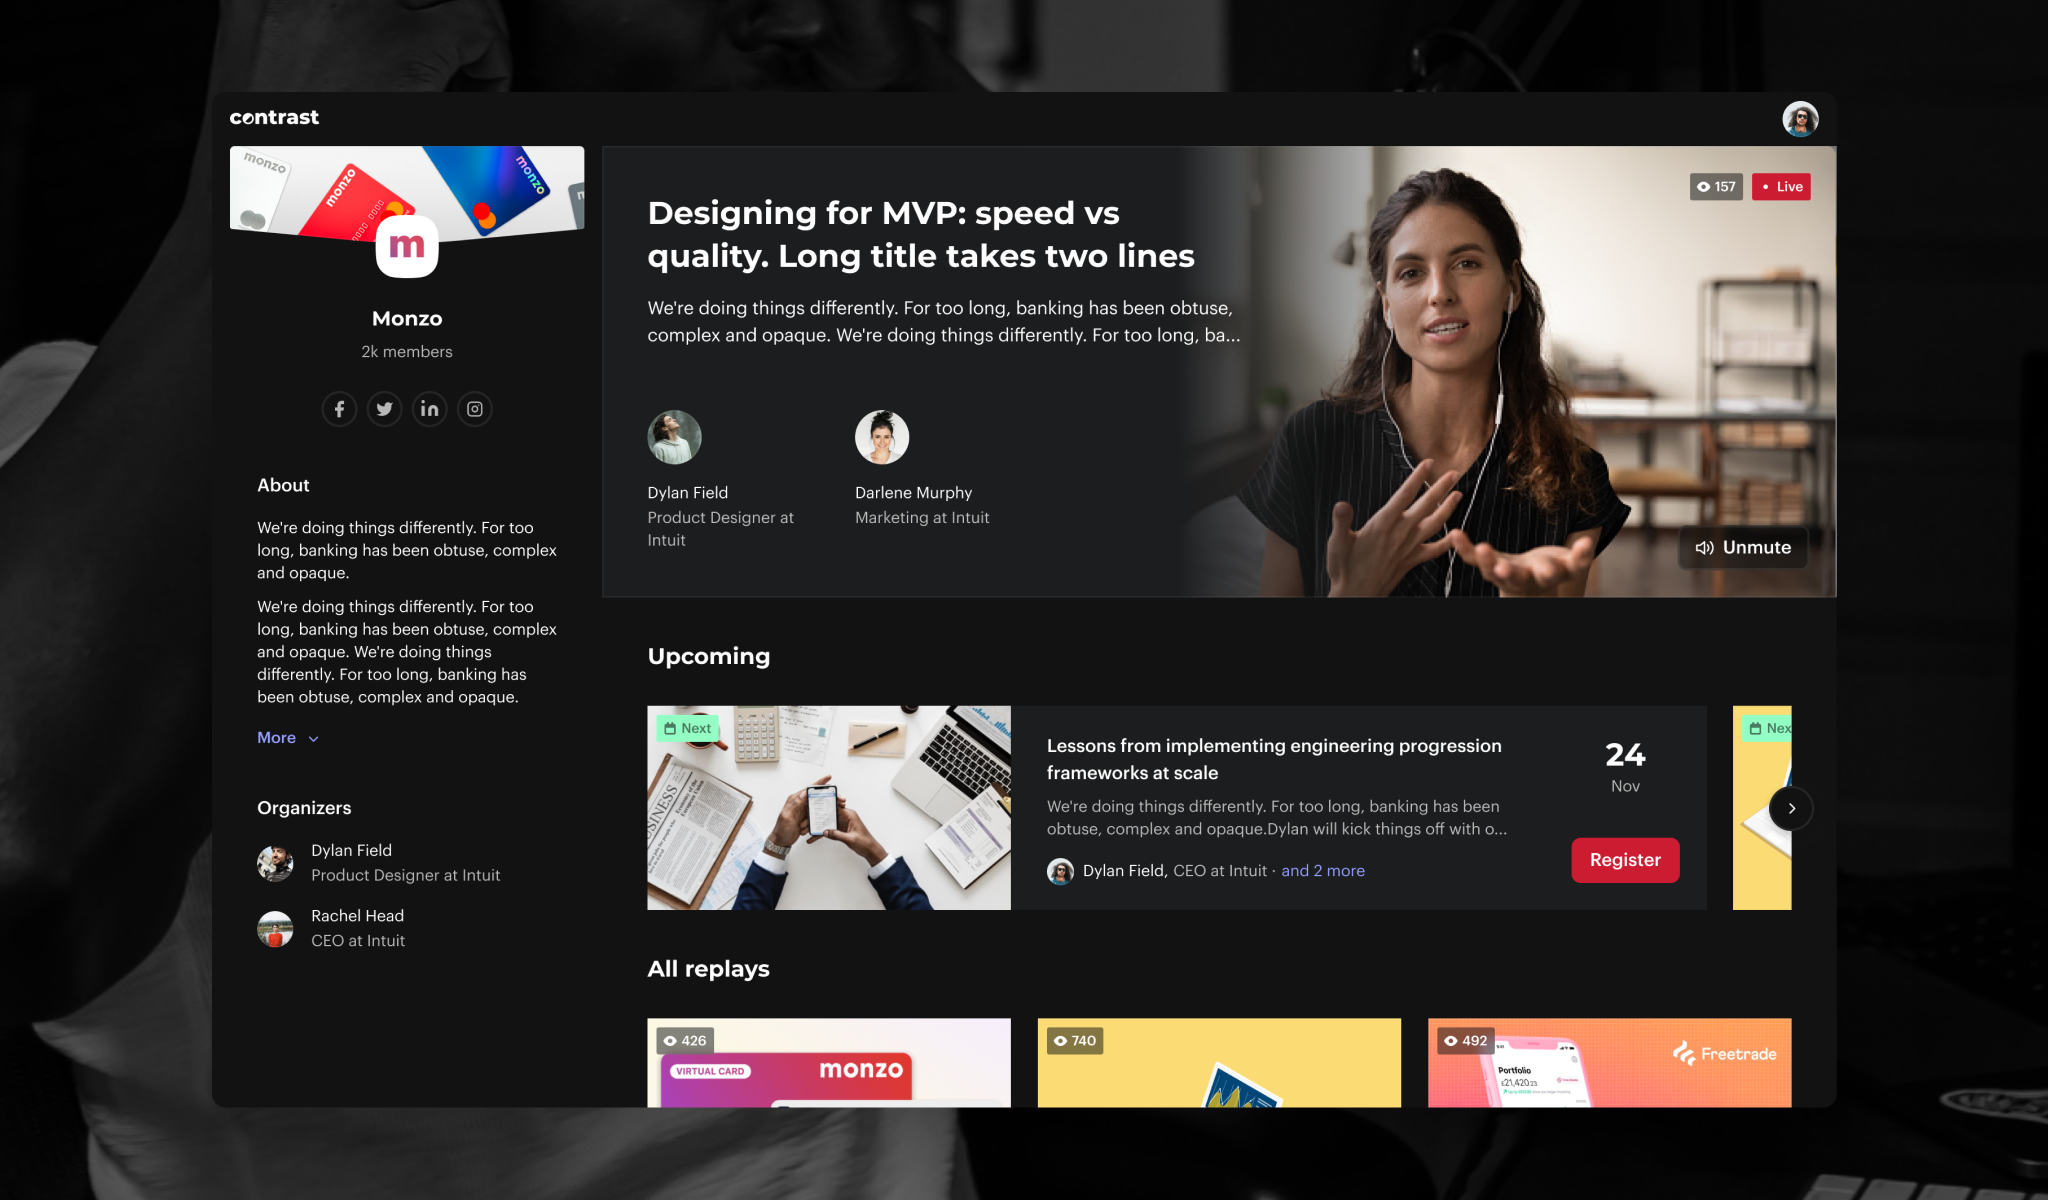 contrast
monzo
monzo
monzo
m
Monzo
2k members
About
We're doing things differently. For too
long, banking has been obtuse, complex
and opaque.
We're doing things differently. For too
long, banking has been obtuse, complex
and opaque. We're doing things
differently. For too long, banking has
been obtuse, complex and opaque.
More
Organizers
Dylan Field
Product Designer at Intuit
Rachel Head
CEO at Intuit
157
• Live
Designing for MVP: speed vs
quality. Long title takes two lines
We're doing things differently. For too long, banking has been obtuse,
complex and opaque. We're doing things differently. For too long, ba...
Dylan Field
Product Designer at
Intuit
Darlene Murphy
Marketing at Intuit
Unmute
Upcoming
Next
BUSINESS
Lessons from implementing engineering progression
frameworks at scale
We're doing things differently. For too long, banking has been
obtuse, complex and opaque.Dylan will kick things off with o...
Dylan Field, CEO at Intuit · and 2 more
24
Nov
Register
Nex
All replays
426
VIRTUAL CARD
monzo
740
492
Freetrade
Portfolio
£21,420.23